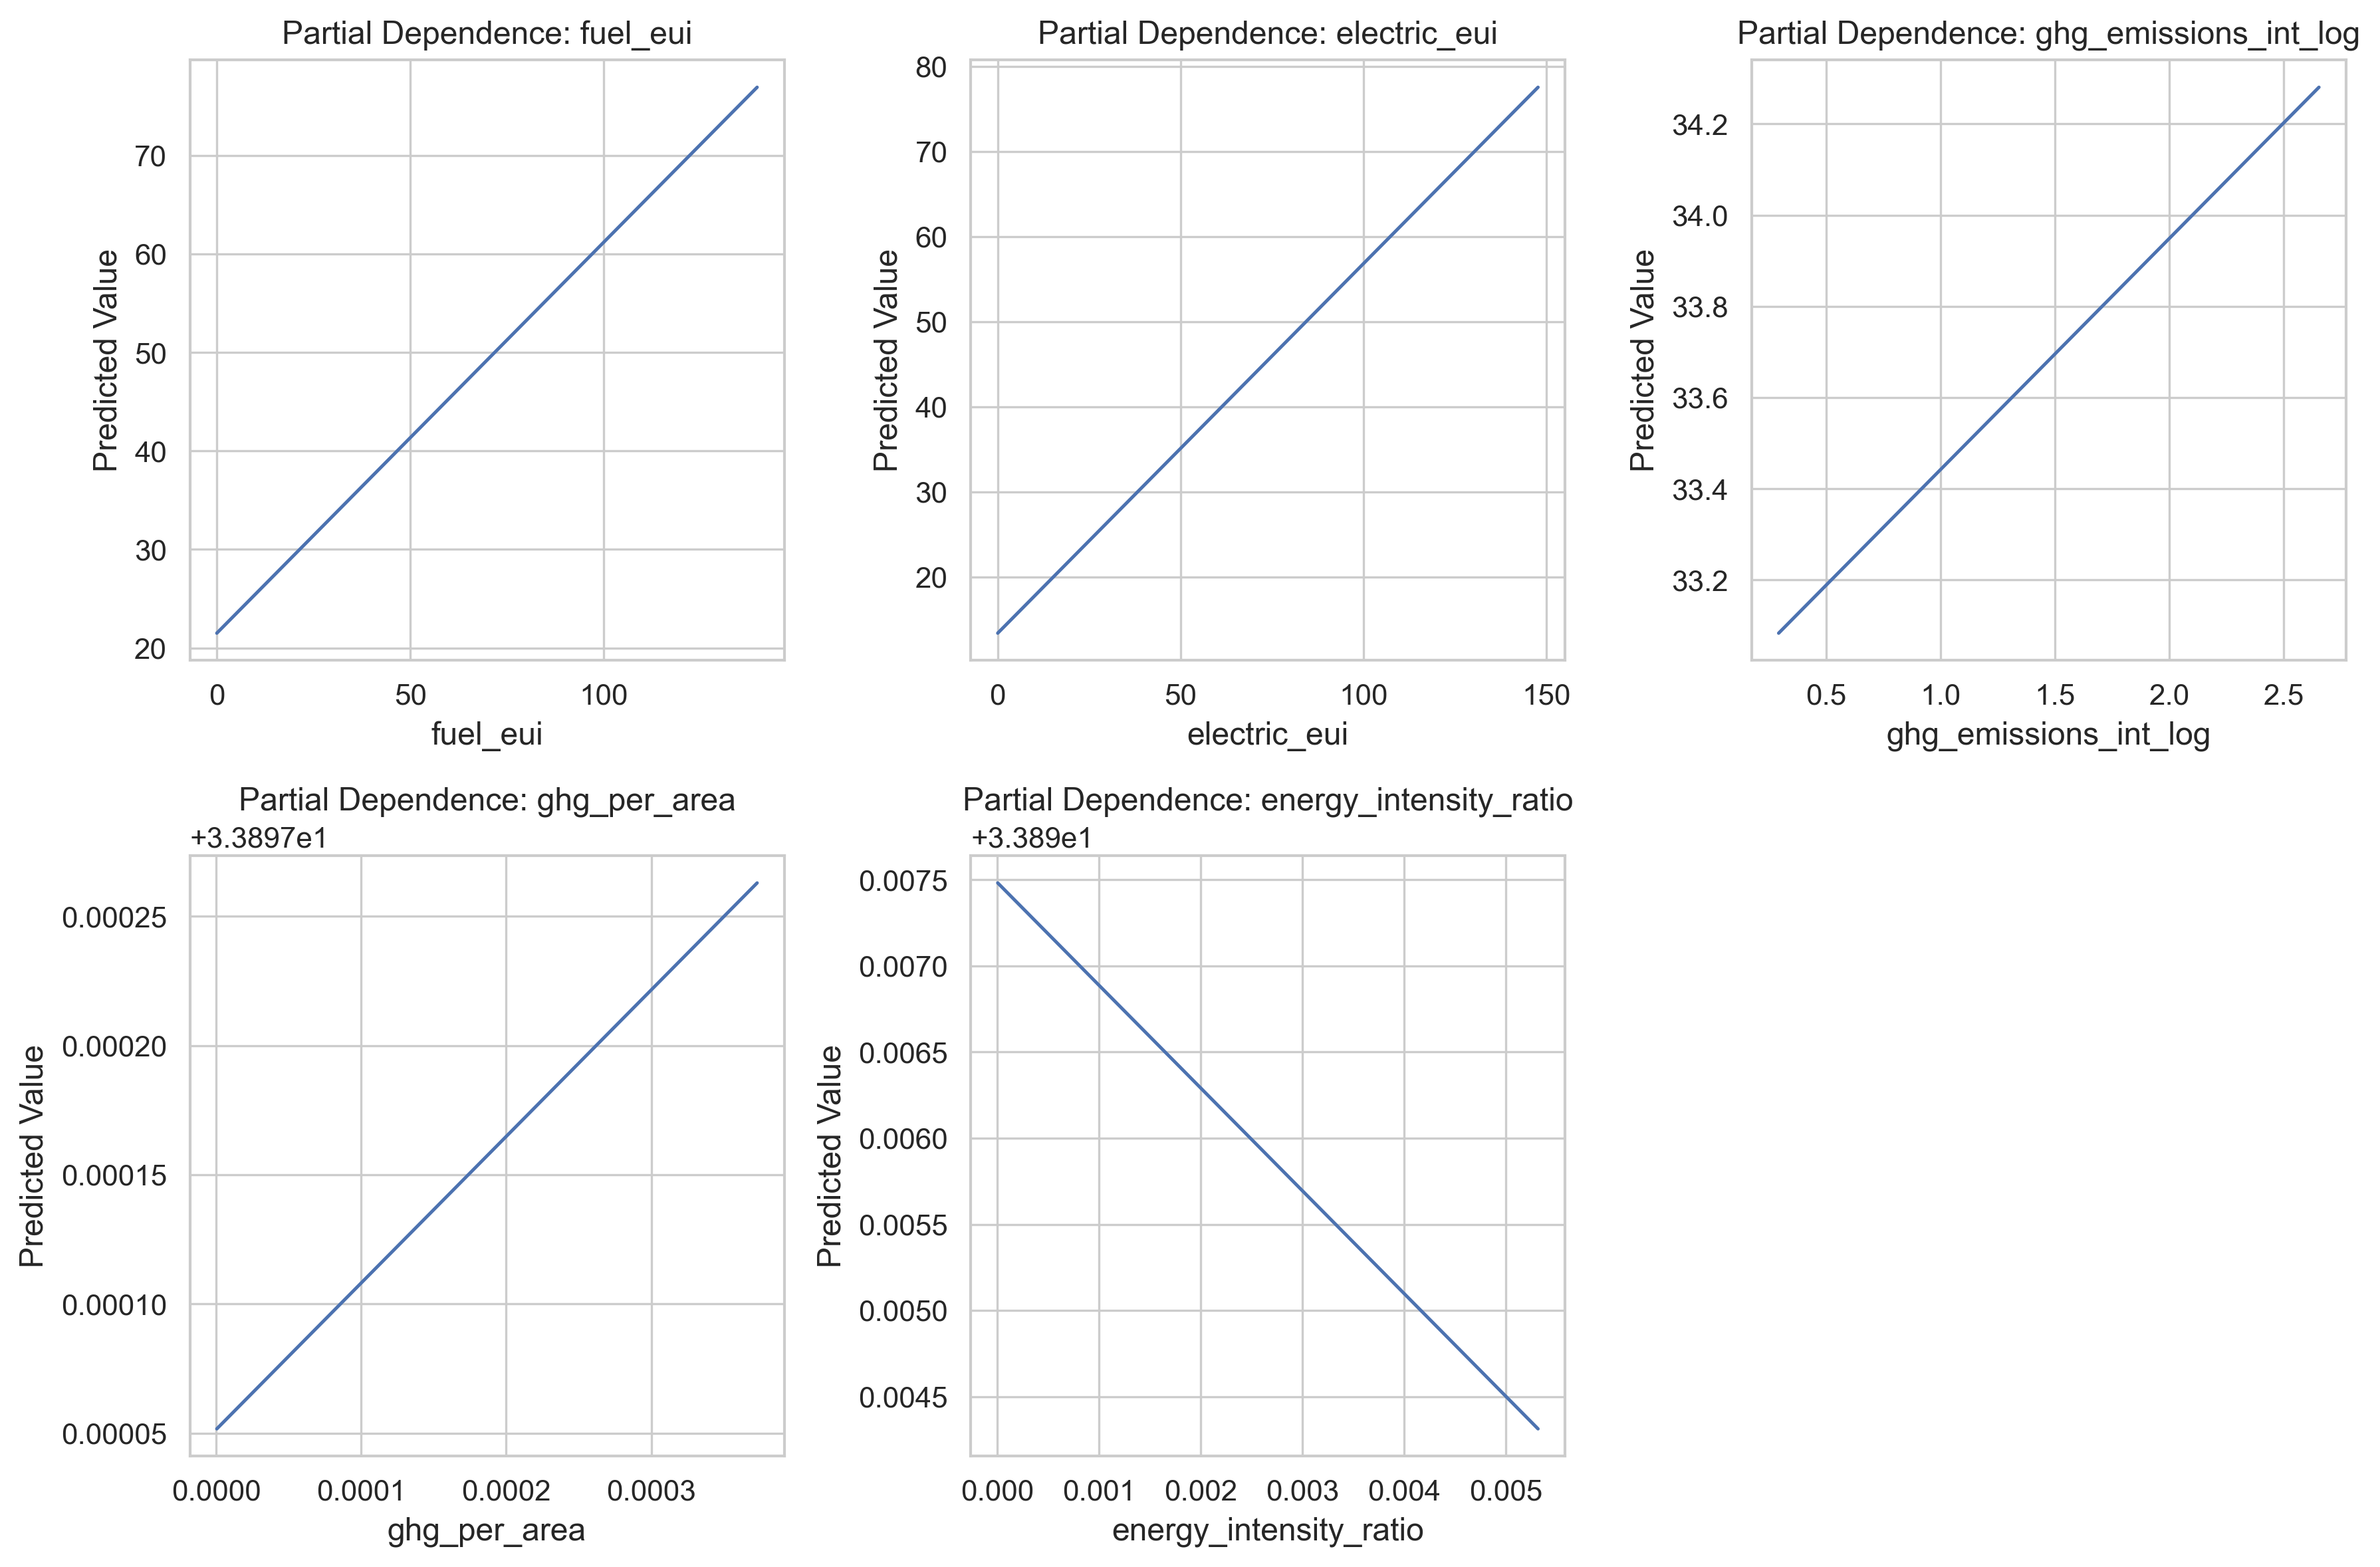 Partial Dependence: fuel_eui
Predicted Value
70
60
50
40
30
20
0 50 100
fuel_eui
Partial Dependence: electric_eui
Predicted Value
80
70
60
50
40
30
20
0 50 100 150
electric_eui
Partial Dependence: ghg_emissions_int_log
Predicted Value
34.2
34.0
33.8
33.6
33.4
33.2
0.5 1.0 1.5 2.0 2.5
ghg_emissions_int_log
Partial Dependence: ghg_per_area
+3.3897e1
Predicted Value
0.00025
0.00020
0.00015
0.00010
0.00005
0.0000 0.0001 0.0002 0.0003
ghg_per_area
Partial Dependence: energy_intensity_ratio
+3.389e1
Predicted Value
0.0075
0.0070
0.0065
0.0060
0.0055
0.0050
0.0045
0.000 0.001 0.002 0.003 0.004 0.005
energy_intensity_ratio